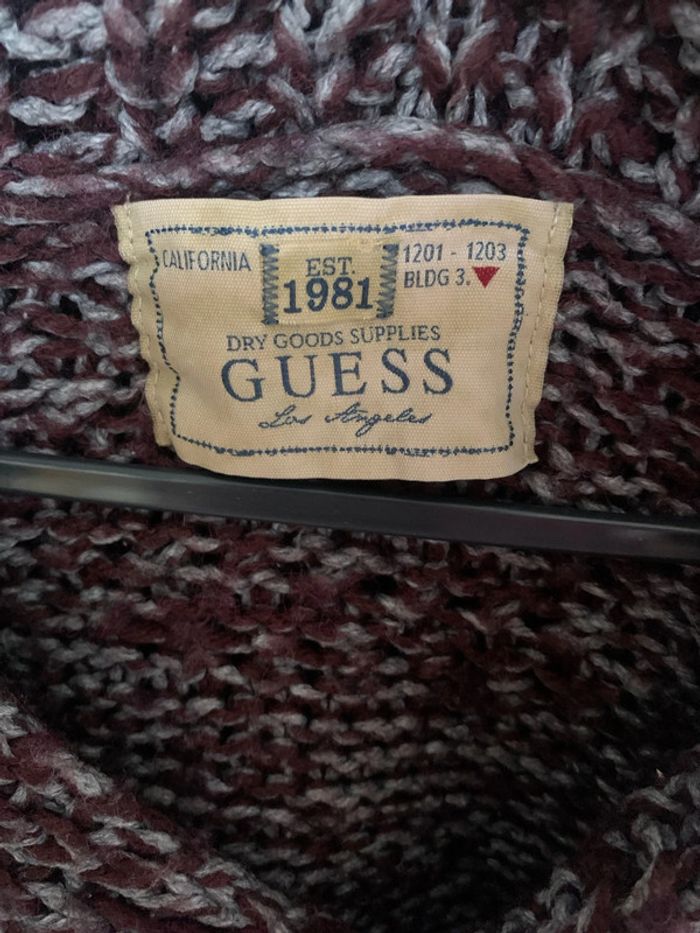 CALIFORNIA
EST.
1981
1201 - 1203
BLDG 3.
DRY GOODS SUPPLIES
GUESS
Los Angeles